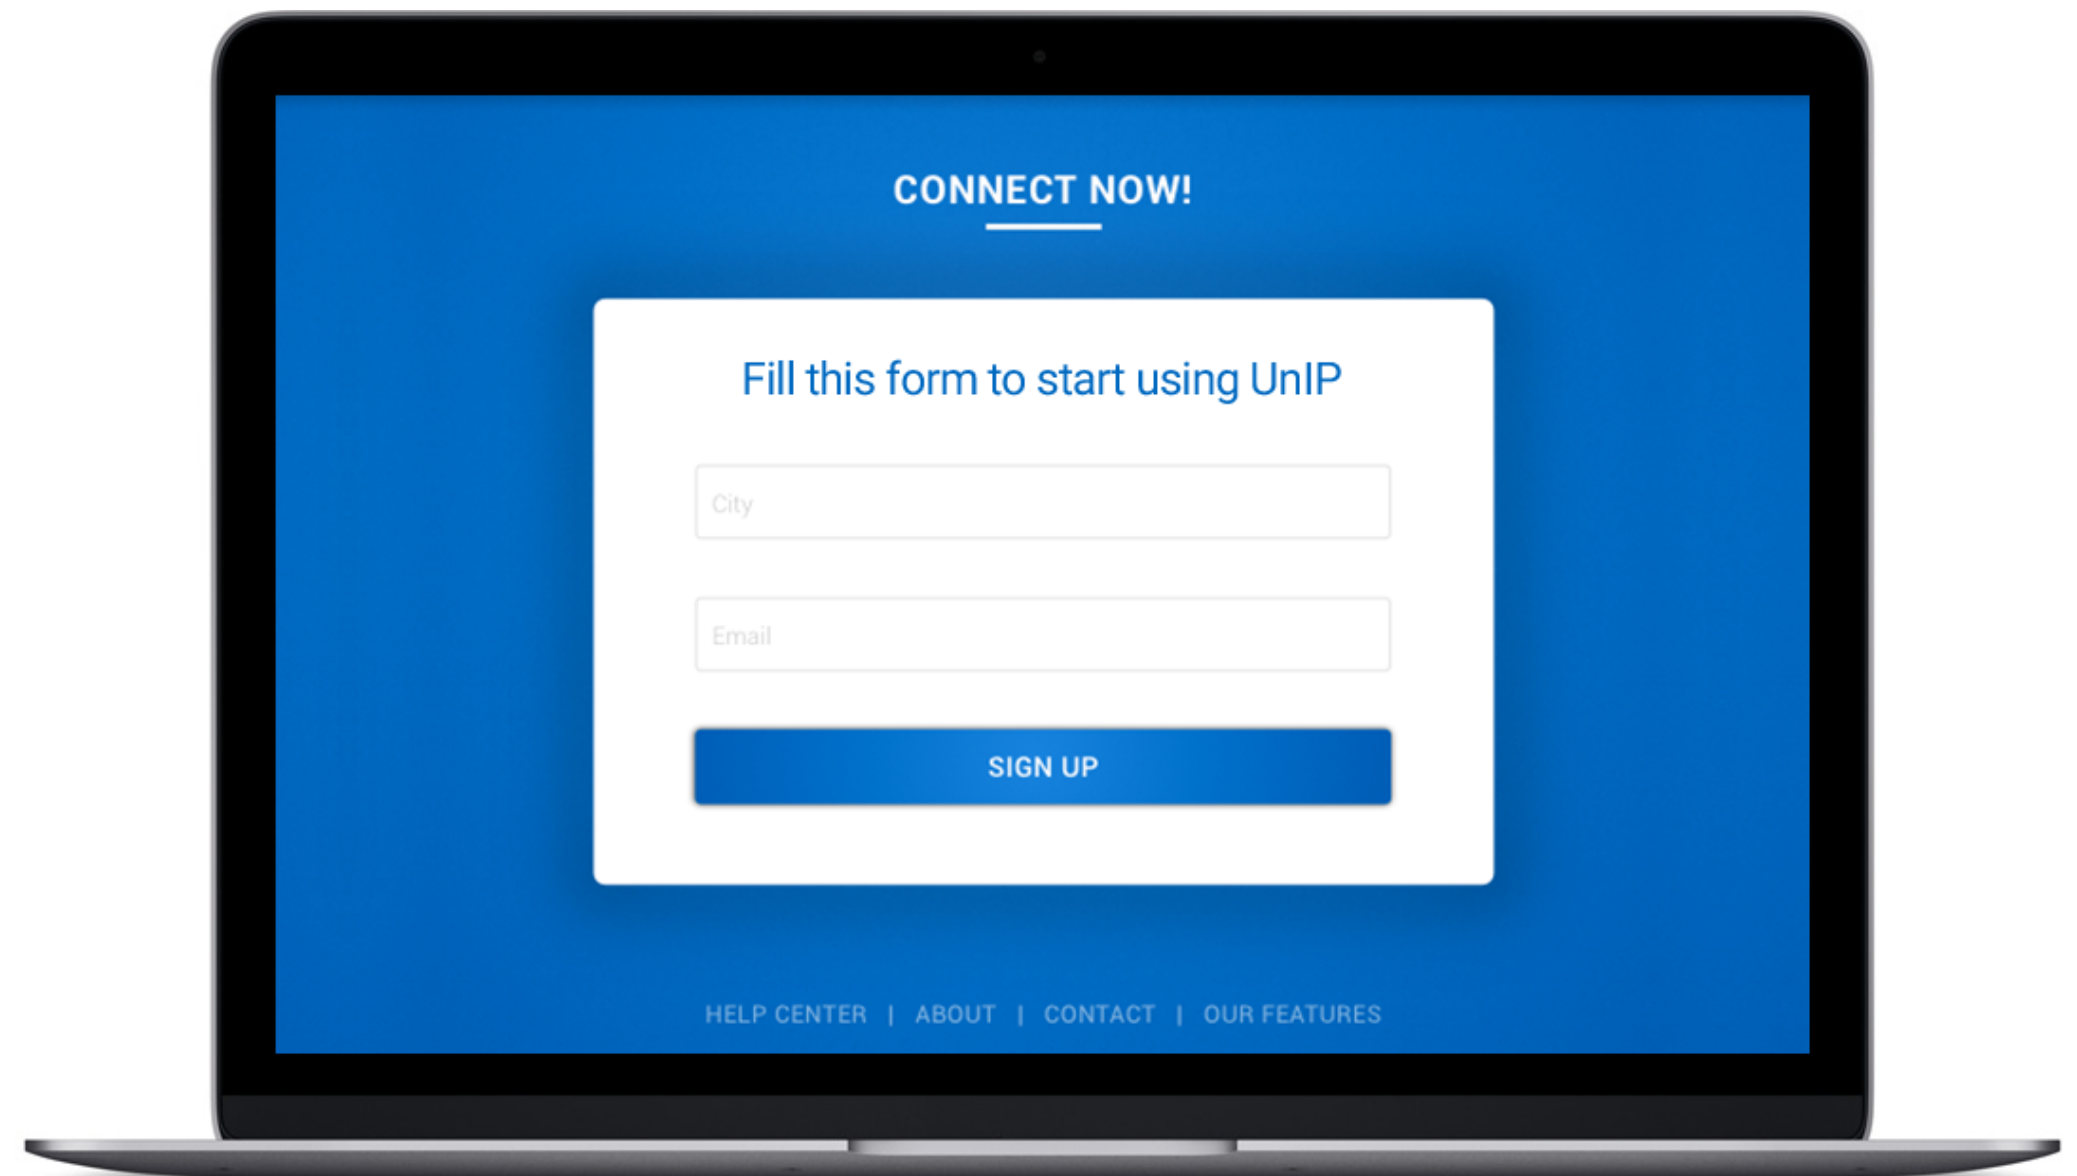 CONNECT NOW!
Fill this form to start using UnIP
City
Email
SIGN UP
HELP CENTER | ABOUT | CONTACT | OUR FEATURES